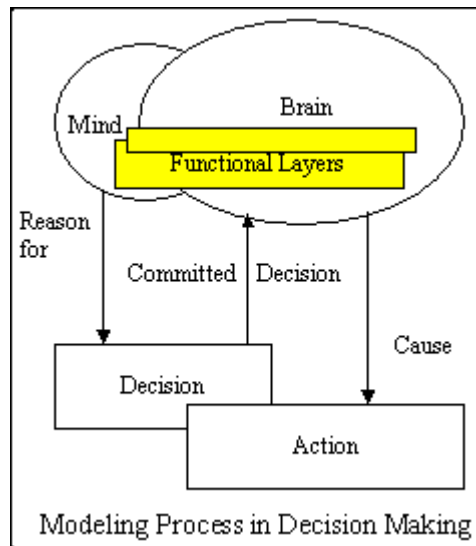 Brain
Mind
Functional Layers
Reason
for
Committed Decision
Cause
Decision
Action
Modeling Process in Decision Making